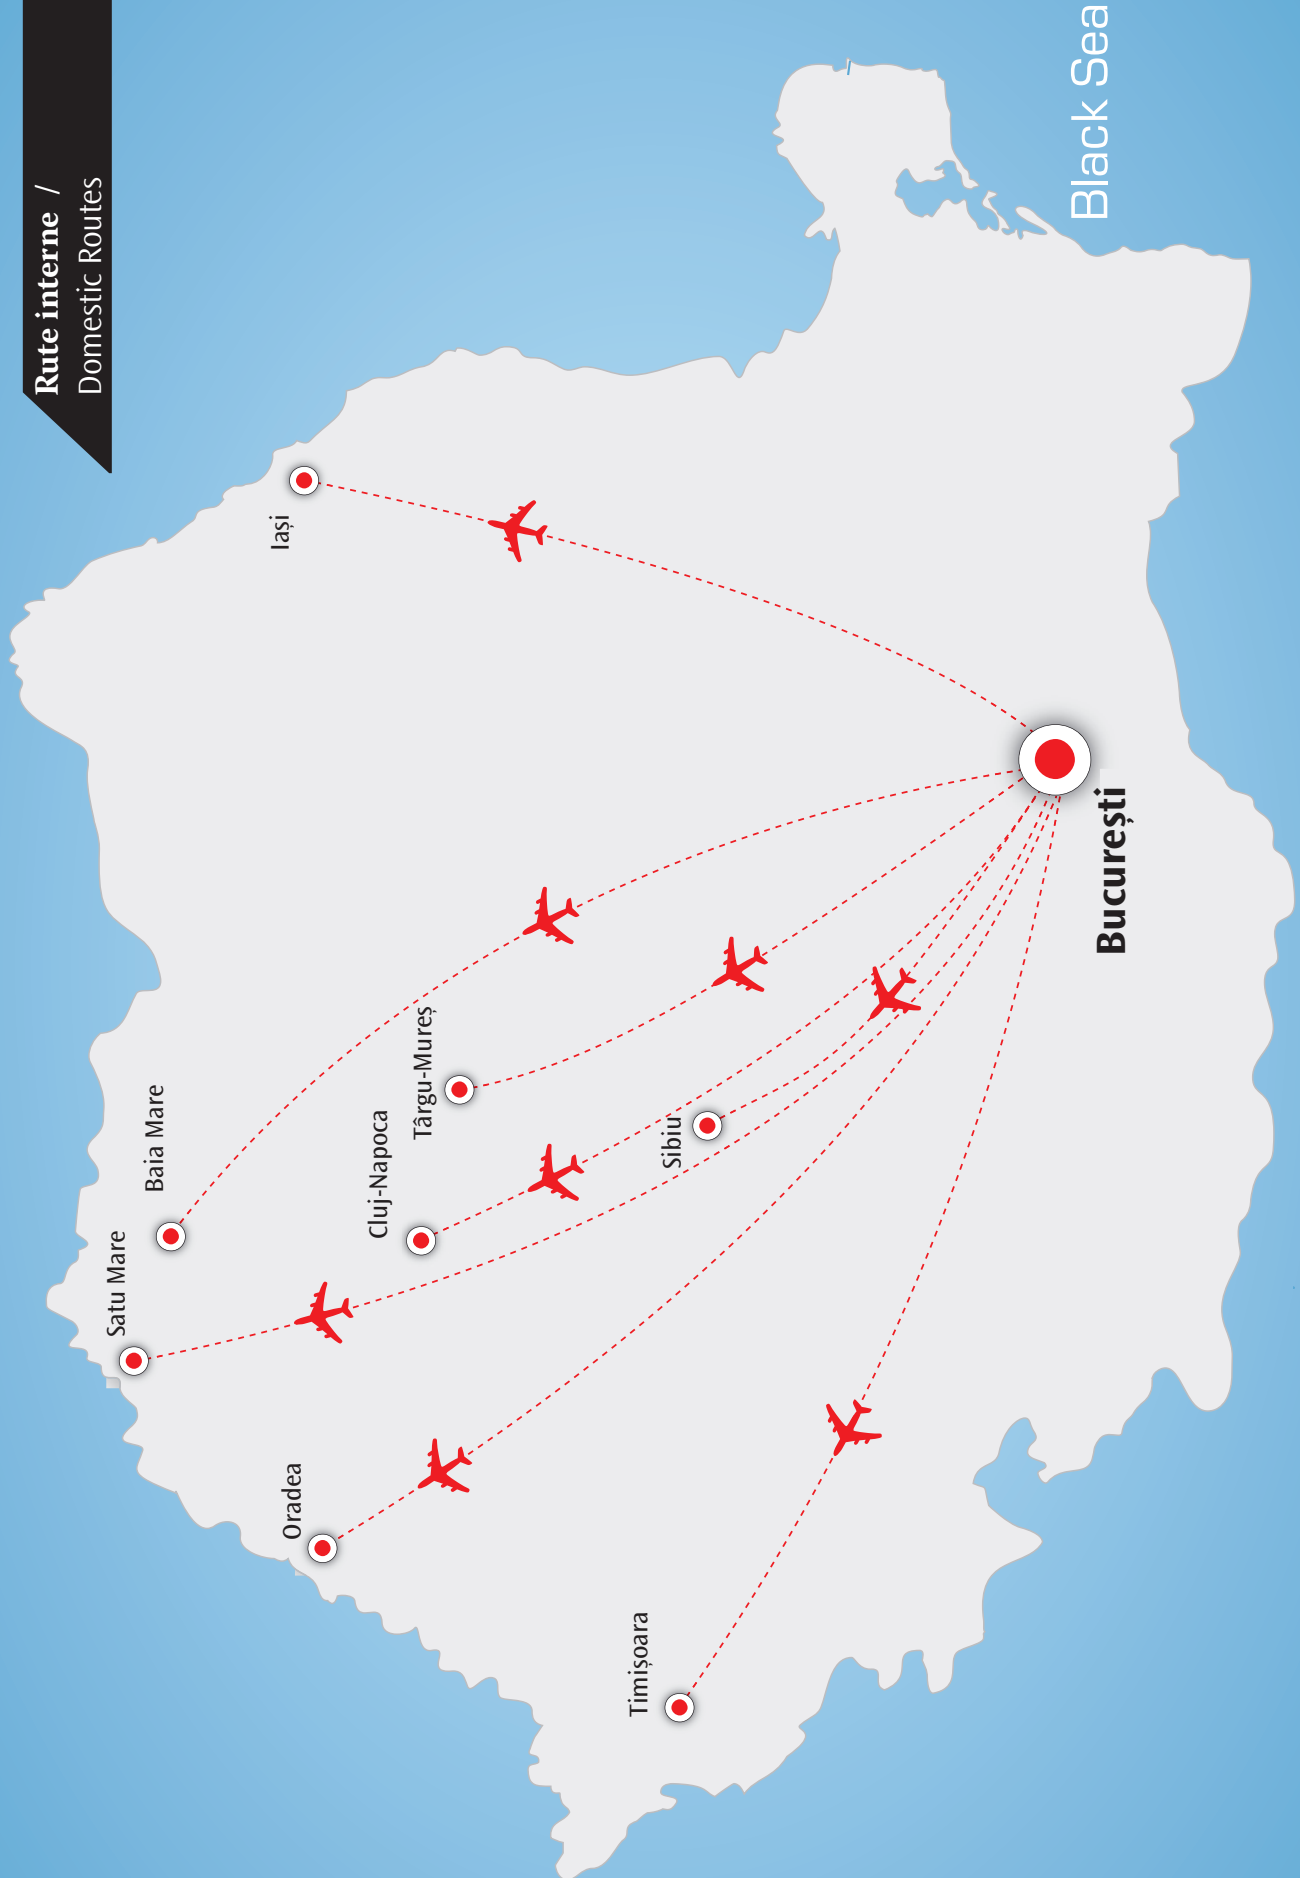 Rute interne /
Domestic Routes
Black Sea
Iași
Baia Mare
Satu Mare
Târgu-Mureș
Cluj-Napoca
Sibiu
Oradea
Timișoara
București